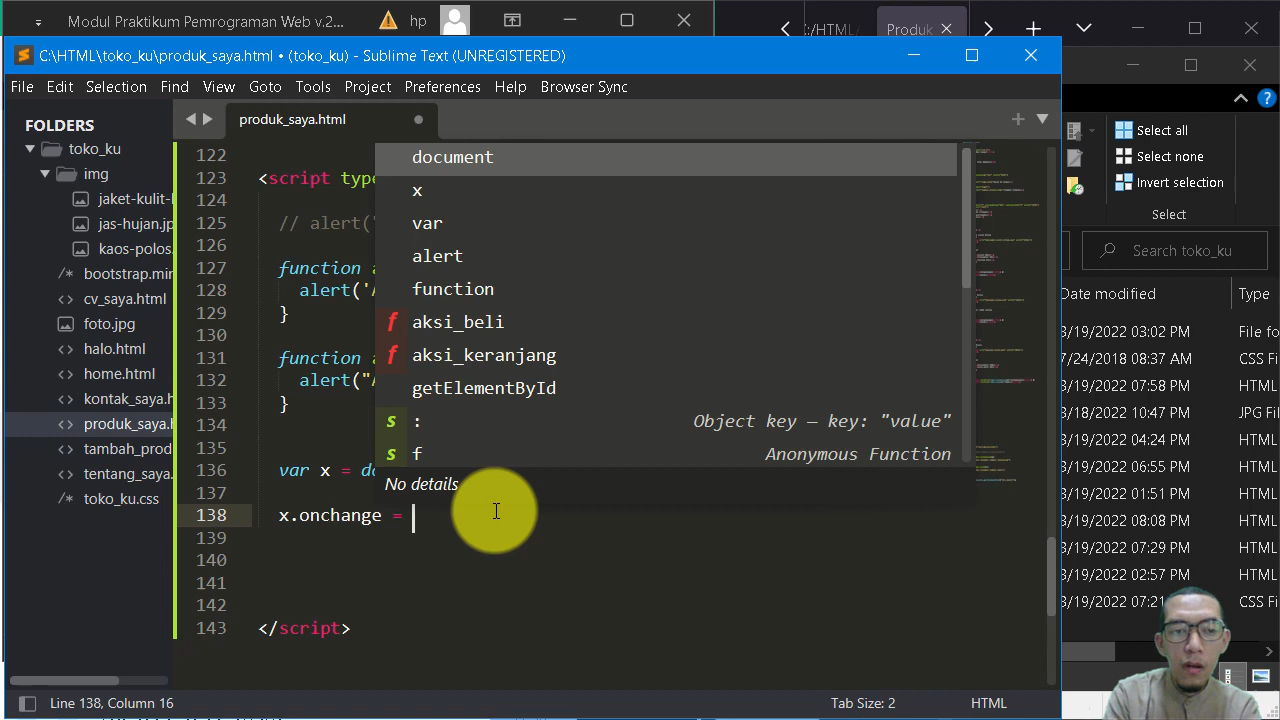 Modul Praktikum Pemrograman Web v.2...
hp
:/HTML/
Produk
C:\HTML\toko_ku\produk_saya.html • (toko_ku) - Sublime Text (UNREGISTERED)
File Edit Selection Find View Goto Tools Project Preferences Help Browser Sync
FOLDERS
toko_ku
img
jaket-kulit-
jas-hujan.jp
kaos-polos.
bootstrap.min
cv_saya.html
foto.jpg
halo.html
home.html
kontak_saya.h
produk_saya.h
tambah_prod
tentang_saya.
toko_ku.css
produk_saya.html
122
123 <script type
124
125 // alert(
126
127 function a
128 alert('A
129 }
130
131 function a
132 alert("A
133 }
134
135
136 var x = do
137
138 x.onchange =
139
140
141
142
143 </script>
document
x
var
alert
function
f aksi_beli
f aksi_keranjang
getElementById
s : Object key — key: "value"
s f Anonymous Function
No details
Line 138, Column 16
Tab Size: 2
HTML
Select all
Select none
Invert selection
Select
Search toko_ku
Date modified
Type
3/19/2022 03:02 PM File fo
7/24/2018 08:37 AM CSS Fi
3/18/2022 10:47 PM JPG Fi
3/19/2022 04:24 PM HTML
3/19/2022 03:55 PM HTML
3/19/2022 04:13 PM HTML
3/19/2022 08:08 PM HTML
3/19/2022 07:29 PM HTML
3/19/2022 02:57 PM HTML
3/19/2022 07:21 PM CSS Fi